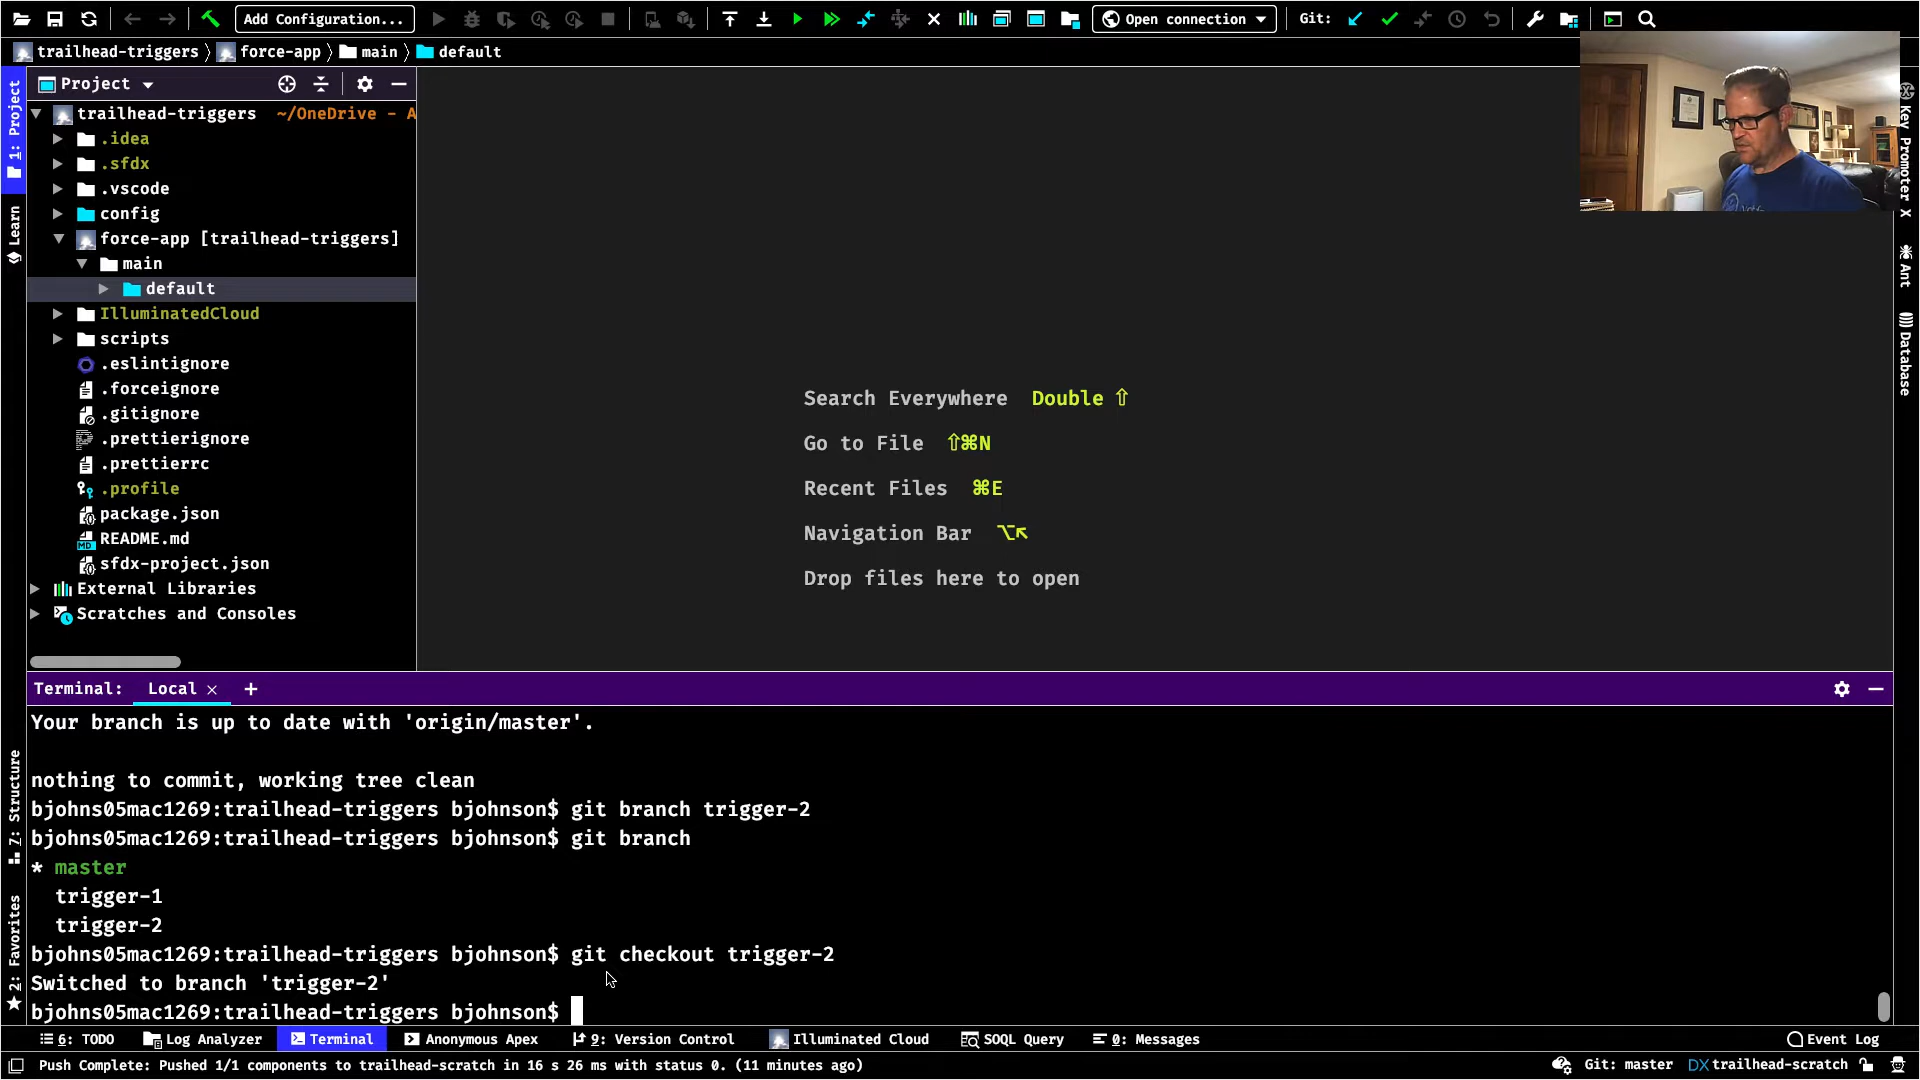 Add Configuration...
Open connection
Git:
trailhead-triggers
force-app
main
default
1: Project
Learn
7: Structure
2: Favorites
Project
trailhead-triggers ~/OneDrive - A
.idea
.sfdx
.vscode
config
force-app [trailhead-triggers]
main
default
IlluminatedCloud
scripts
.eslintignore
.forceignore
.gitignore
.prettierignore
.prettierrc
.profile
package.json
README.md
sfdx-project.json
External Libraries
Scratches and Consoles
Search Everywhere Double ⇧
Go to File ⇧⌘N
Recent Files ⌘E
Navigation Bar ⌥↖
Drop files here to open
Key Promoter X
Ant
Database
Terminal: Local × +
Your branch is up to date with 'origin/master'.
nothing to commit, working tree clean
bjohns05mac1269:trailhead-triggers bjohnson$ git branch trigger-2
bjohns05mac1269:trailhead-triggers bjohnson$ git branch
* master
trigger-1
trigger-2
bjohns05mac1269:trailhead-triggers bjohnson$ git checkout trigger-2
Switched to branch 'trigger-2'
bjohns05mac1269:trailhead-triggers bjohnson$
6: TODO
Log Analyzer
Terminal
Anonymous Apex
9: Version Control
Illuminated Cloud
SOQL Query
0: Messages
Event Log
Push Complete: Pushed 1/1 components to trailhead-scratch in 16 s 26 ms with status 0. (11 minutes ago)
Git: master
DX trailhead-scratch